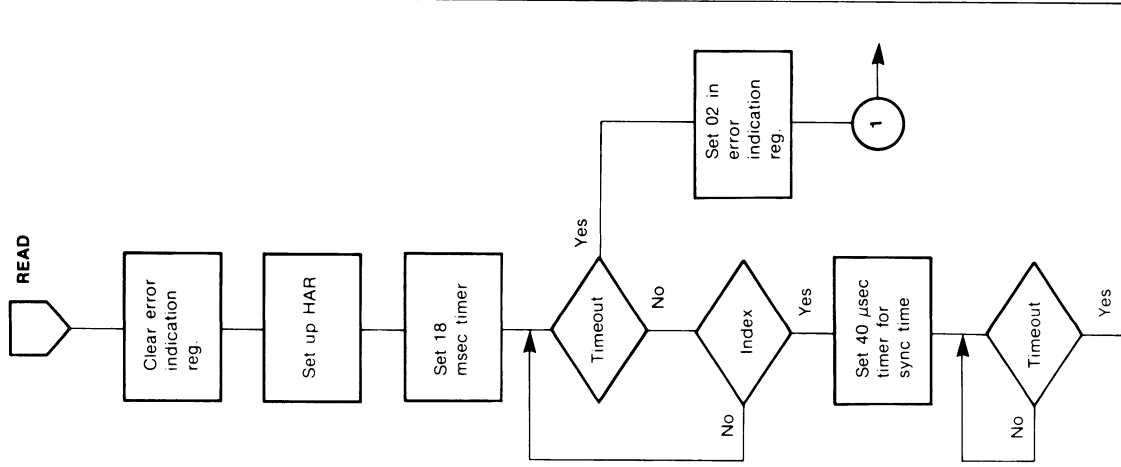 READ
Clear error
indication
reg.
Set up HAR
Set 18
msec timer
Timeout
Yes
No
Set 02 in
error
indication
reg.
1
Index
No
Yes
Set 40 µsec
timer for
sync time
Timeout
No
Yes